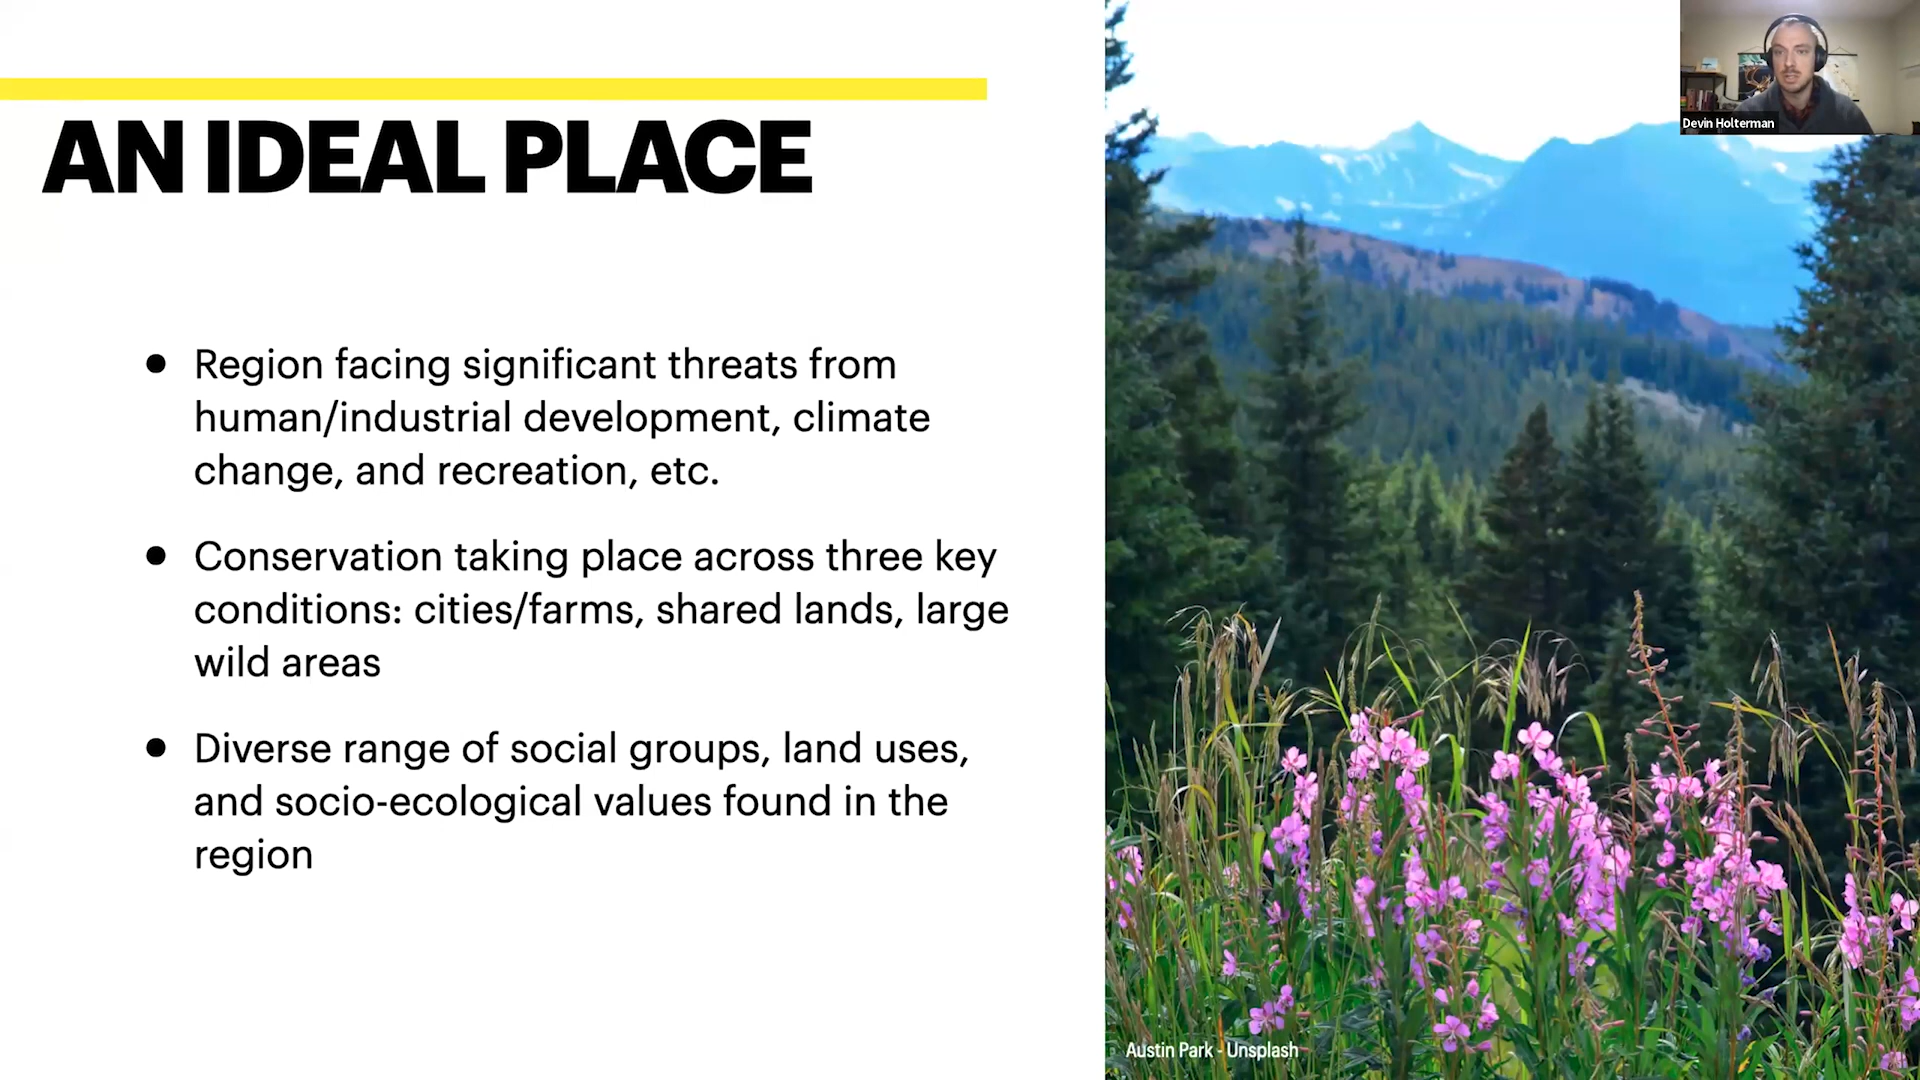 AN IDEAL PLACE
● Region facing significant threats from
human/industrial development, climate
change, and recreation, etc.
● Conservation taking place across three key
conditions: cities/farms, shared lands, large
wild areas
● Diverse range of social groups, land uses,
and socio-ecological values found in the
region
Devin Holterman
Austin Park - Unsplash